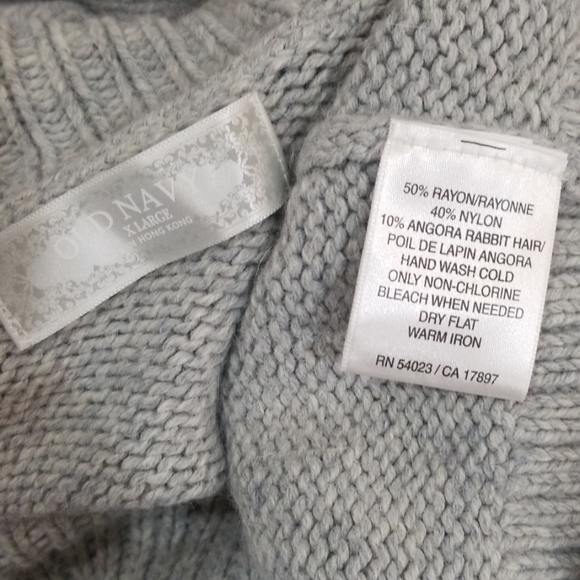 OLD NAVY
X LARGE
HONG KONG
50% RAYON/RAYONNE
40% NYLON
10% ANGORA RABBIT HAIR/
POIL DE LAPIN ANGORA
HAND WASH COLD
ONLY NON-CHLORINE
BLEACH WHEN NEEDED
DRY FLAT
WARM IRON
RN 54023 / CA 17897